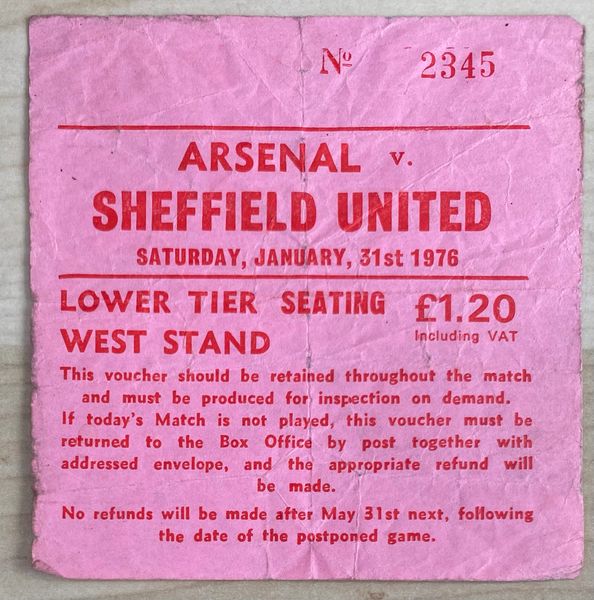 Nº 2345
ARSENAL v.
SHEFFIELD UNITED
SATURDAY, JANUARY, 31st 1976
LOWER TIER SEATING £1.20
WEST STAND Including VAT
This voucher should be retained throughout the match
and must be produced for inspection on demand.
If today's Match is not played, this voucher must be
returned to the Box Office by post together with
addressed envelope, and the appropriate refund will
be made.
No refunds will be made after May 31st next, following
the date of the postponed game.